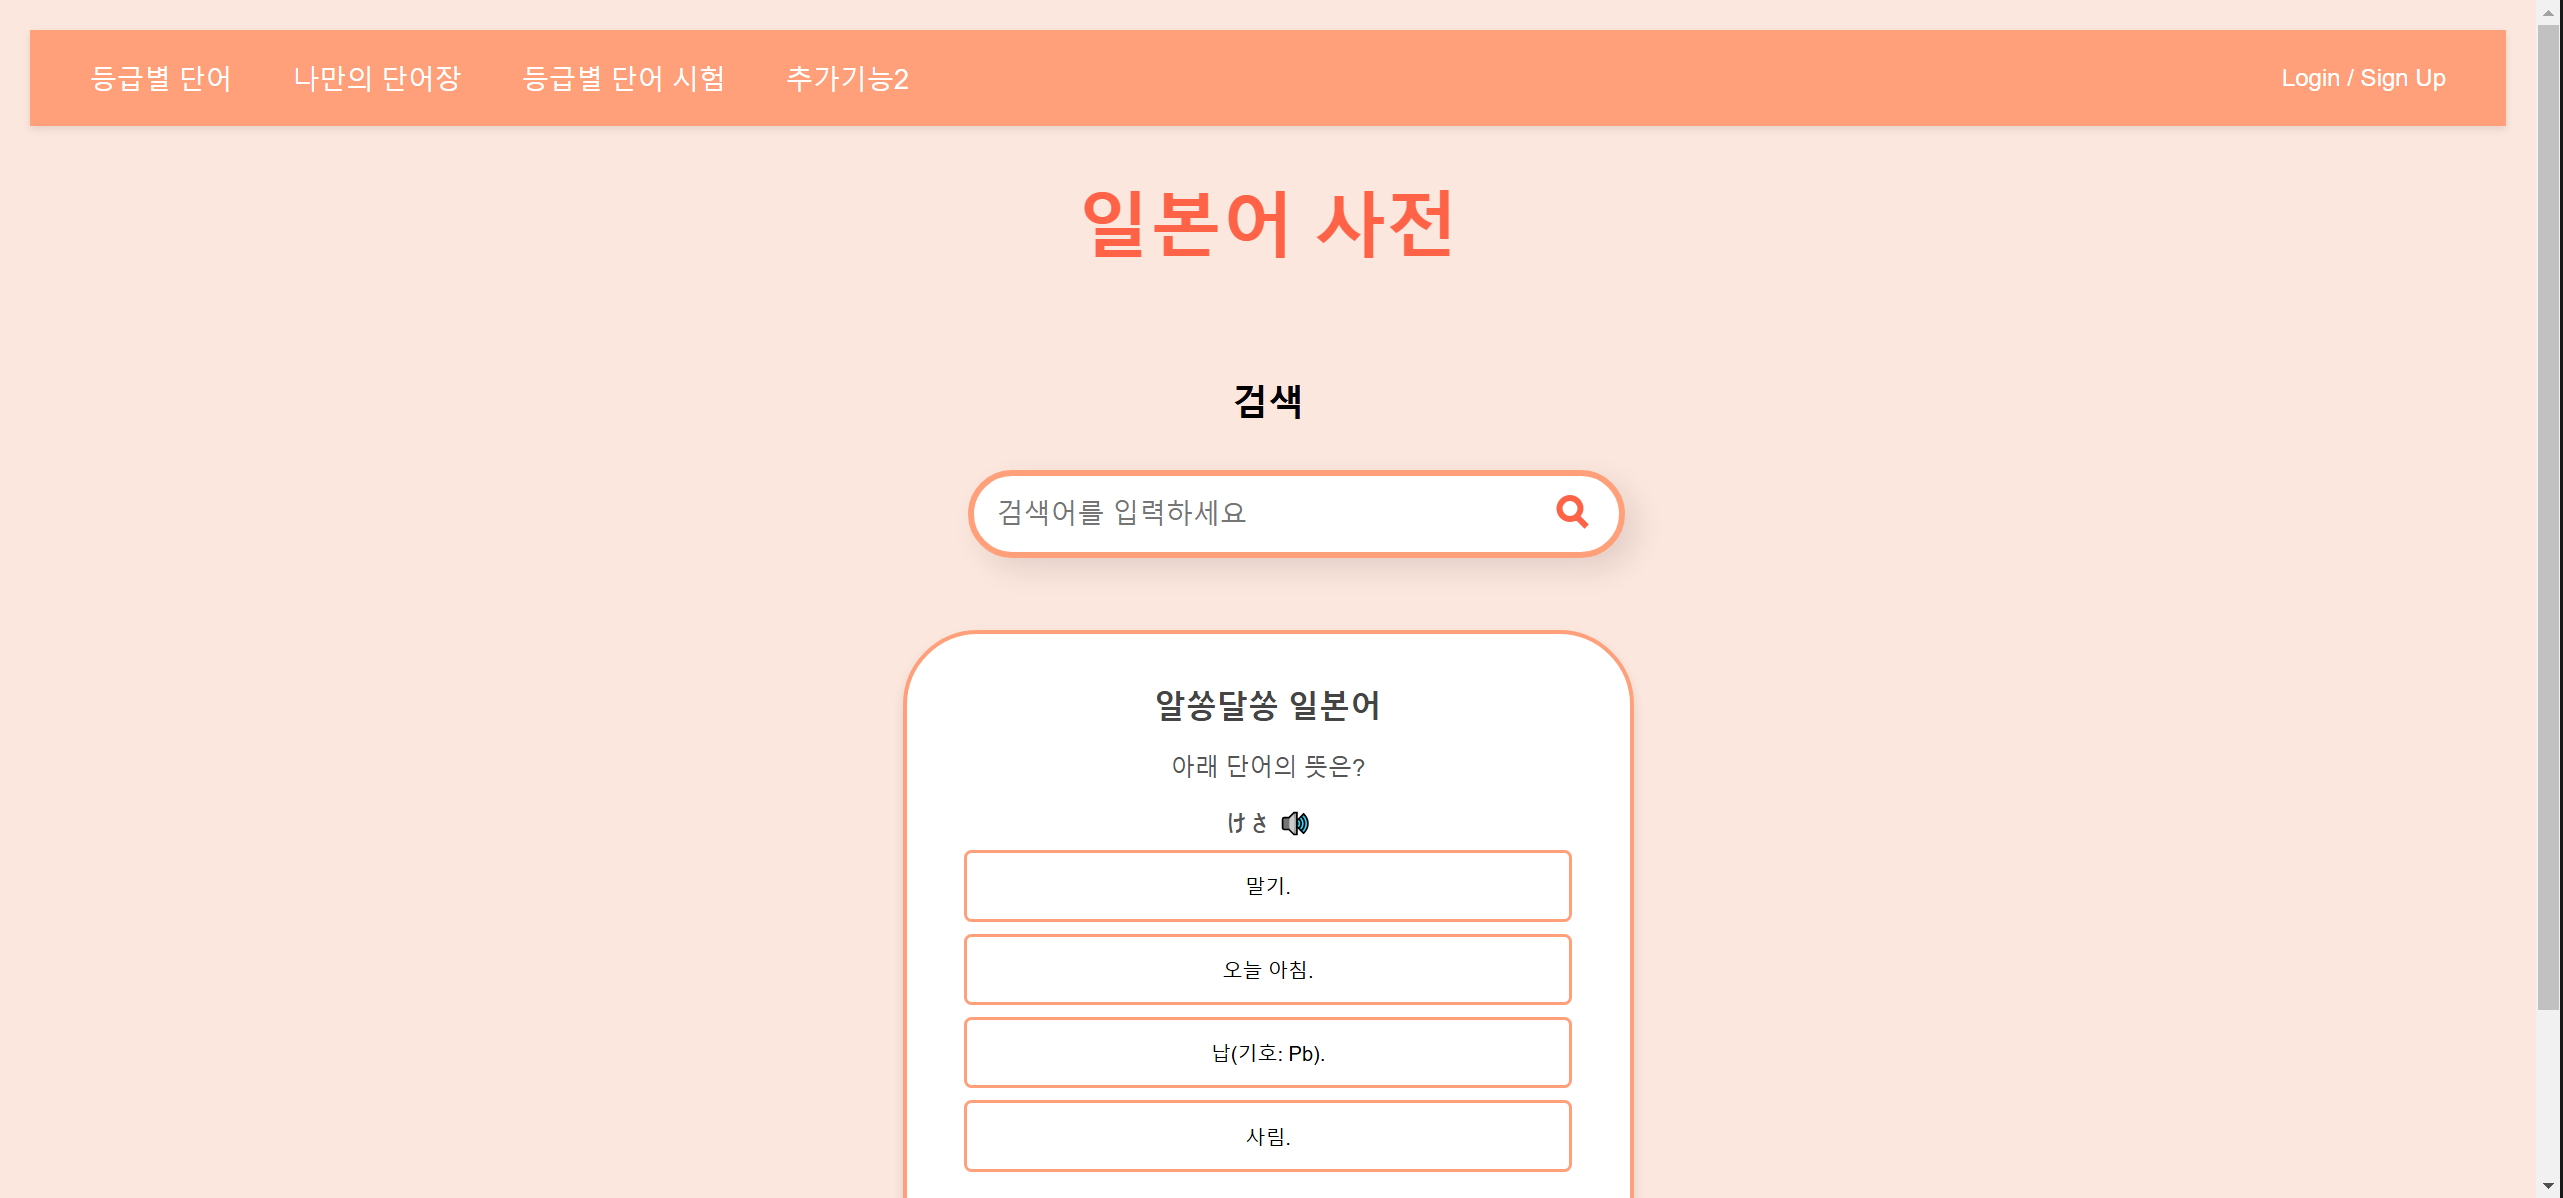 등급별 단어 나만의 단어장 등급별 단어 시험 추가기능2 Login / Sign Up
일본어 사전
검색
검색어를 입력하세요
알쏭달쏭 일본어
아래 단어의 뜻은?
けさ
말기.
오늘 아침.
납(기호: Pb).
사림.